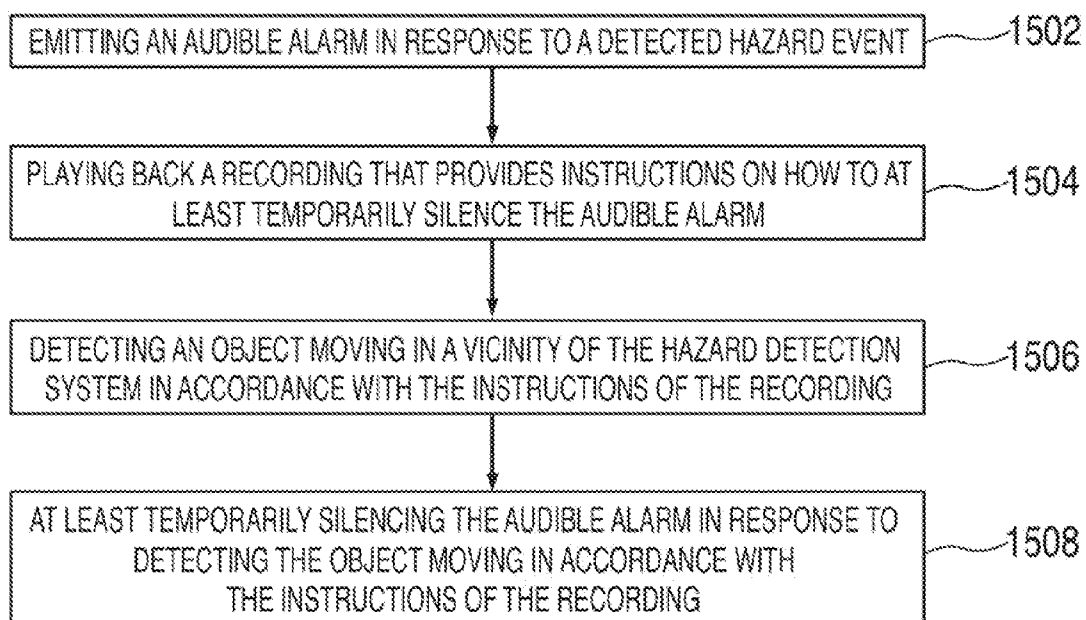 EMITTING AN AUDIBLE ALARM IN RESPONSE TO A DETECTED HAZARD EVENT
1502
PLAYING BACK A RECORDING THAT PROVIDES INSTRUCTIONS ON HOW TO AT
LEAST TEMPORARILY SILENCE THE AUDIBLE ALARM
1504
DETECTING AN OBJECT MOVING IN A VICINITY OF THE HAZARD DETECTION
SYSTEM IN ACCORDANCE WITH THE INSTRUCTIONS OF THE RECORDING
1506
AT LEAST TEMPORARILY SILENCING THE AUDIBLE ALARM IN RESPONSE TO
DETECTING THE OBJECT MOVING IN ACCORDANCE WITH
THE INSTRUCTIONS OF THE RECORDING
1508